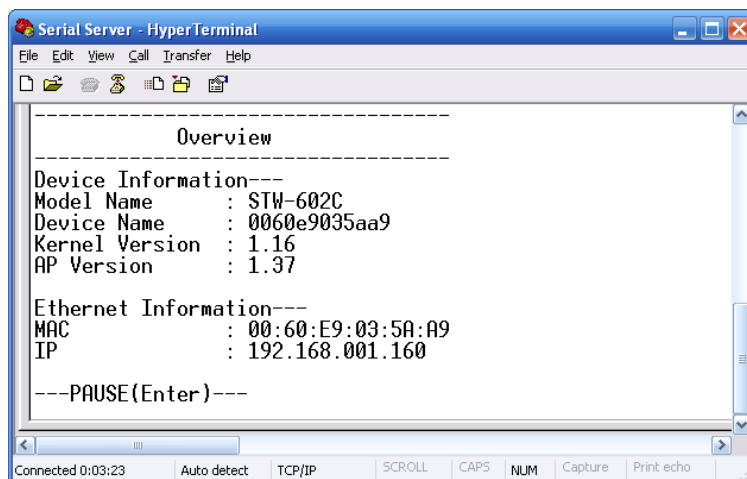 Serial Server - HyperTerminal
File Edit View Call Transfer Help
-----------------------------------
Overview
-----------------------------------
Device Information---
Model Name : STW-602C
Device Name : 0060e9035aa9
Kernel Version : 1.16
AP Version : 1.37
Ethernet Information---
MAC : 00:60:E9:03:5A:A9
IP : 192.168.001.160
---PAUSE(Enter)---
Connected 0:03:23 Auto detect TCP/IP SCROLL CAPS NUM Capture Print echo